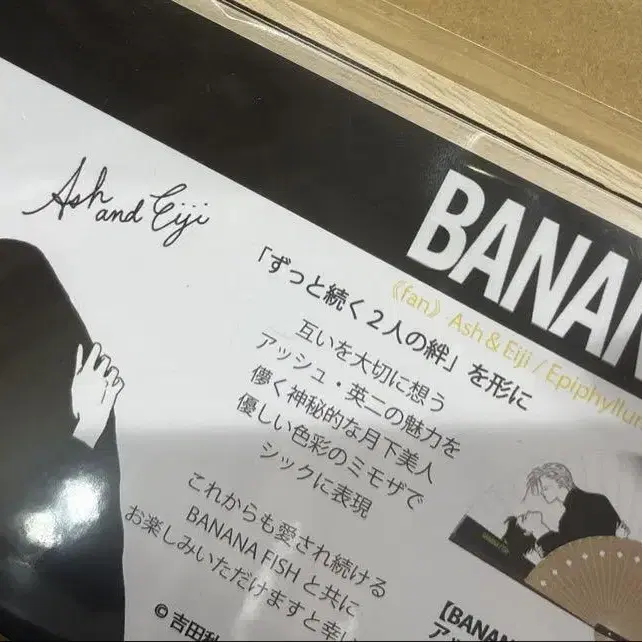 Ash
and Eiji
BANAN
《fan》 Ash & Eiji / Epiphyllum
「ずっと続く2人の絆」を形に
互いを大切に想う
アッシュ・英二の魅力を
儚く神秘的な月下美人
優しい色彩のミモザで
シックに表現
これからも愛され続ける
BANANA FISH と共に
お楽しみいただけますと幸い
© 吉田秋
【BANAN
ア